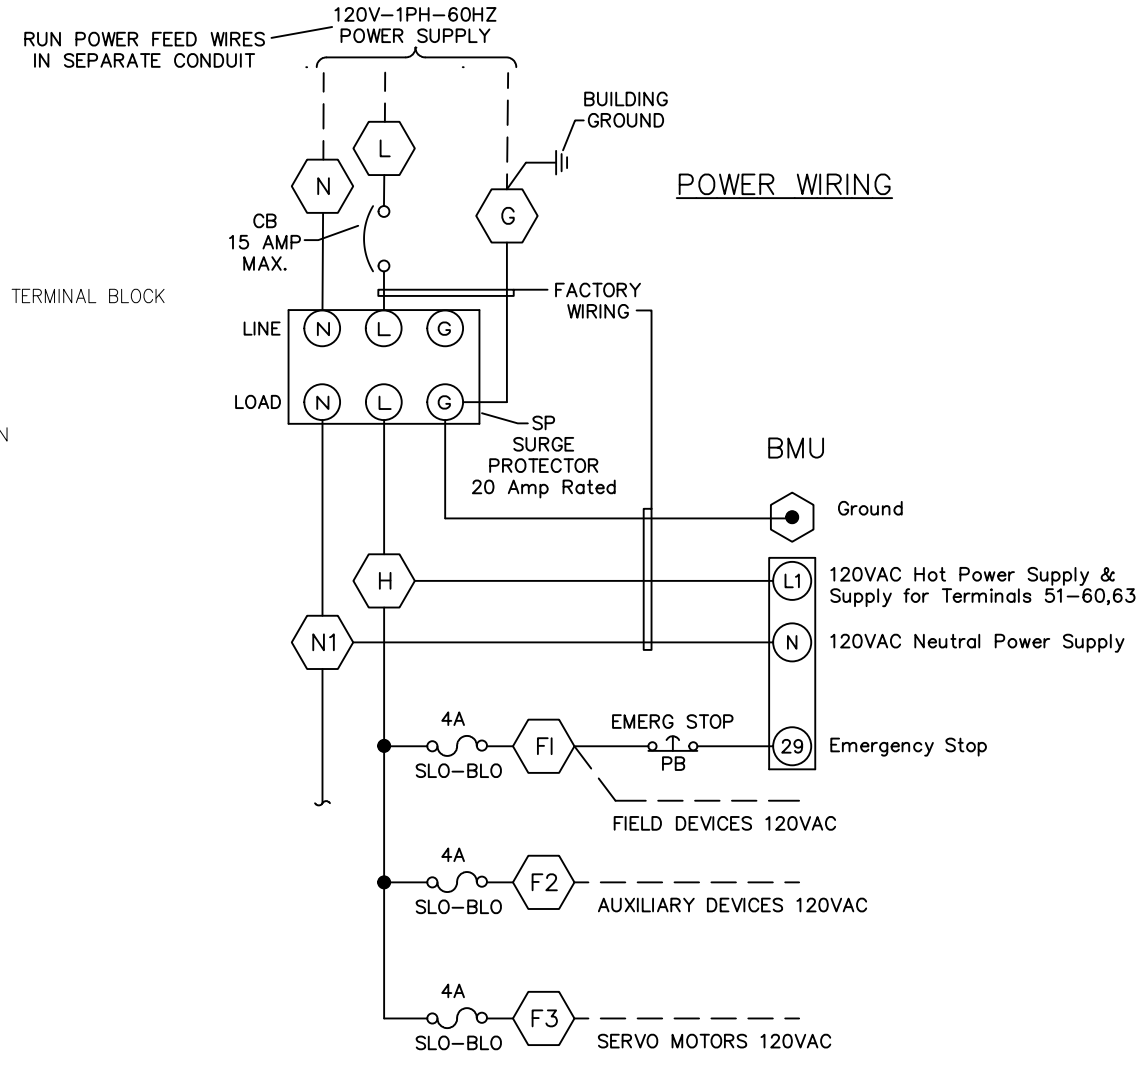 120V-1PH-60HZ
POWER SUPPLY
RUN POWER FEED WIRES
IN SEPARATE CONDUIT
BUILDING
GROUND
L
N
G
POWER WIRING
CB
15 AMP
MAX.
TERMINAL BLOCK
FACTORY
WIRING
LINE
N
L
G
LOAD
N
L
G
N
SP
SURGE
PROTECTOR
20 Amp Rated
BMU
Ground
H
L1
120VAC Hot Power Supply &
Supply for Terminals 51-60,63
N1
N
120VAC Neutral Power Supply
4A
SLO-BLO
F1
EMERG STOP
PB
29
Emergency Stop
FIELD DEVICES 120VAC
4A
SLO-BLO
F2
AUXILIARY DEVICES 120VAC
4A
SLO-BLO
F3
SERVO MOTORS 120VAC